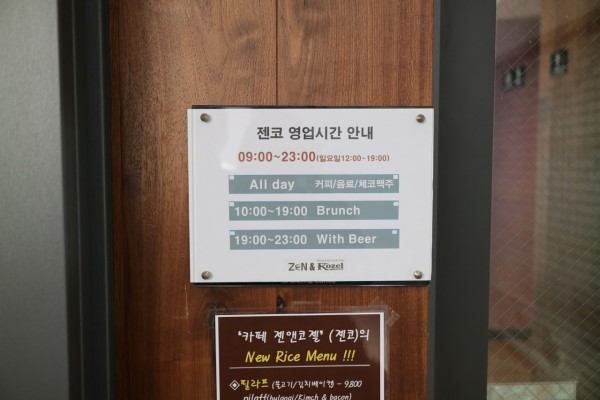 젠코 영업시간 안내
09:00~23:00(일요일12:00~19:00)
All day 커피/음료/체코맥주
10:00~19:00 Brunch
19:00~23:00 With Beer
ZEN & Kozel
"카페 젠앤코젤" (젠코)의
New Rice Menu !!!
◈필라프 (불고기/김치베이컨) - 9,800
pilaff(bulgogi/Kimch & bacon)